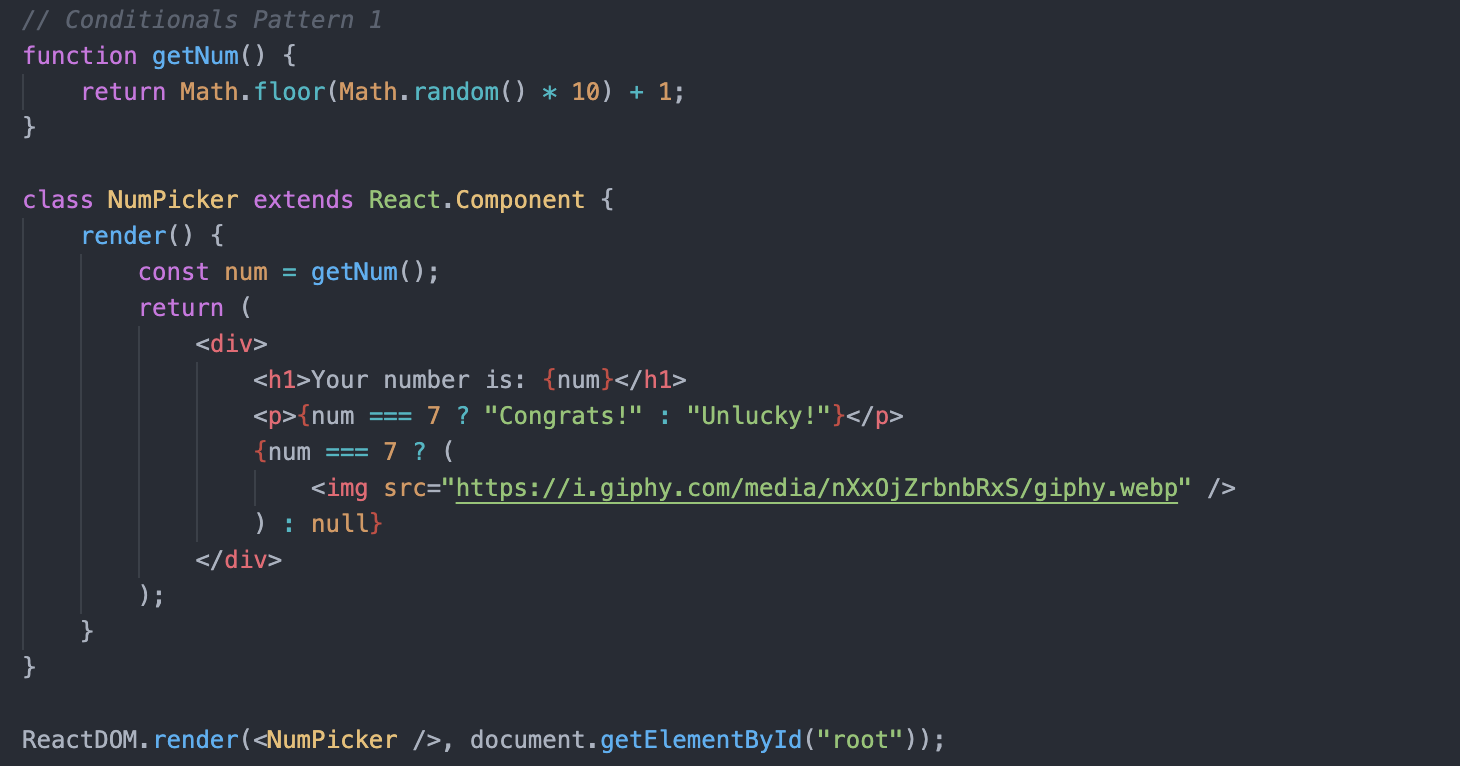 // Conditionals Pattern 1
function getNum() {
    return Math.floor(Math.random() * 10) + 1;
}

class NumPicker extends React.Component {
    render() {
        const num = getNum();
        return (
            <div>
                <h1>Your number is: {num}</h1>
                <p>{num === 7 ? "Congrats!" : "Unlucky!"}</p>
                {num === 7 ? (
                    <img src="https://i.giphy.com/media/nXxOjZrbnbRxS/giphy.webp" />
                ) : null}
            </div>
        );
    }
}

ReactDOM.render(<NumPicker />, document.getElementById("root"));